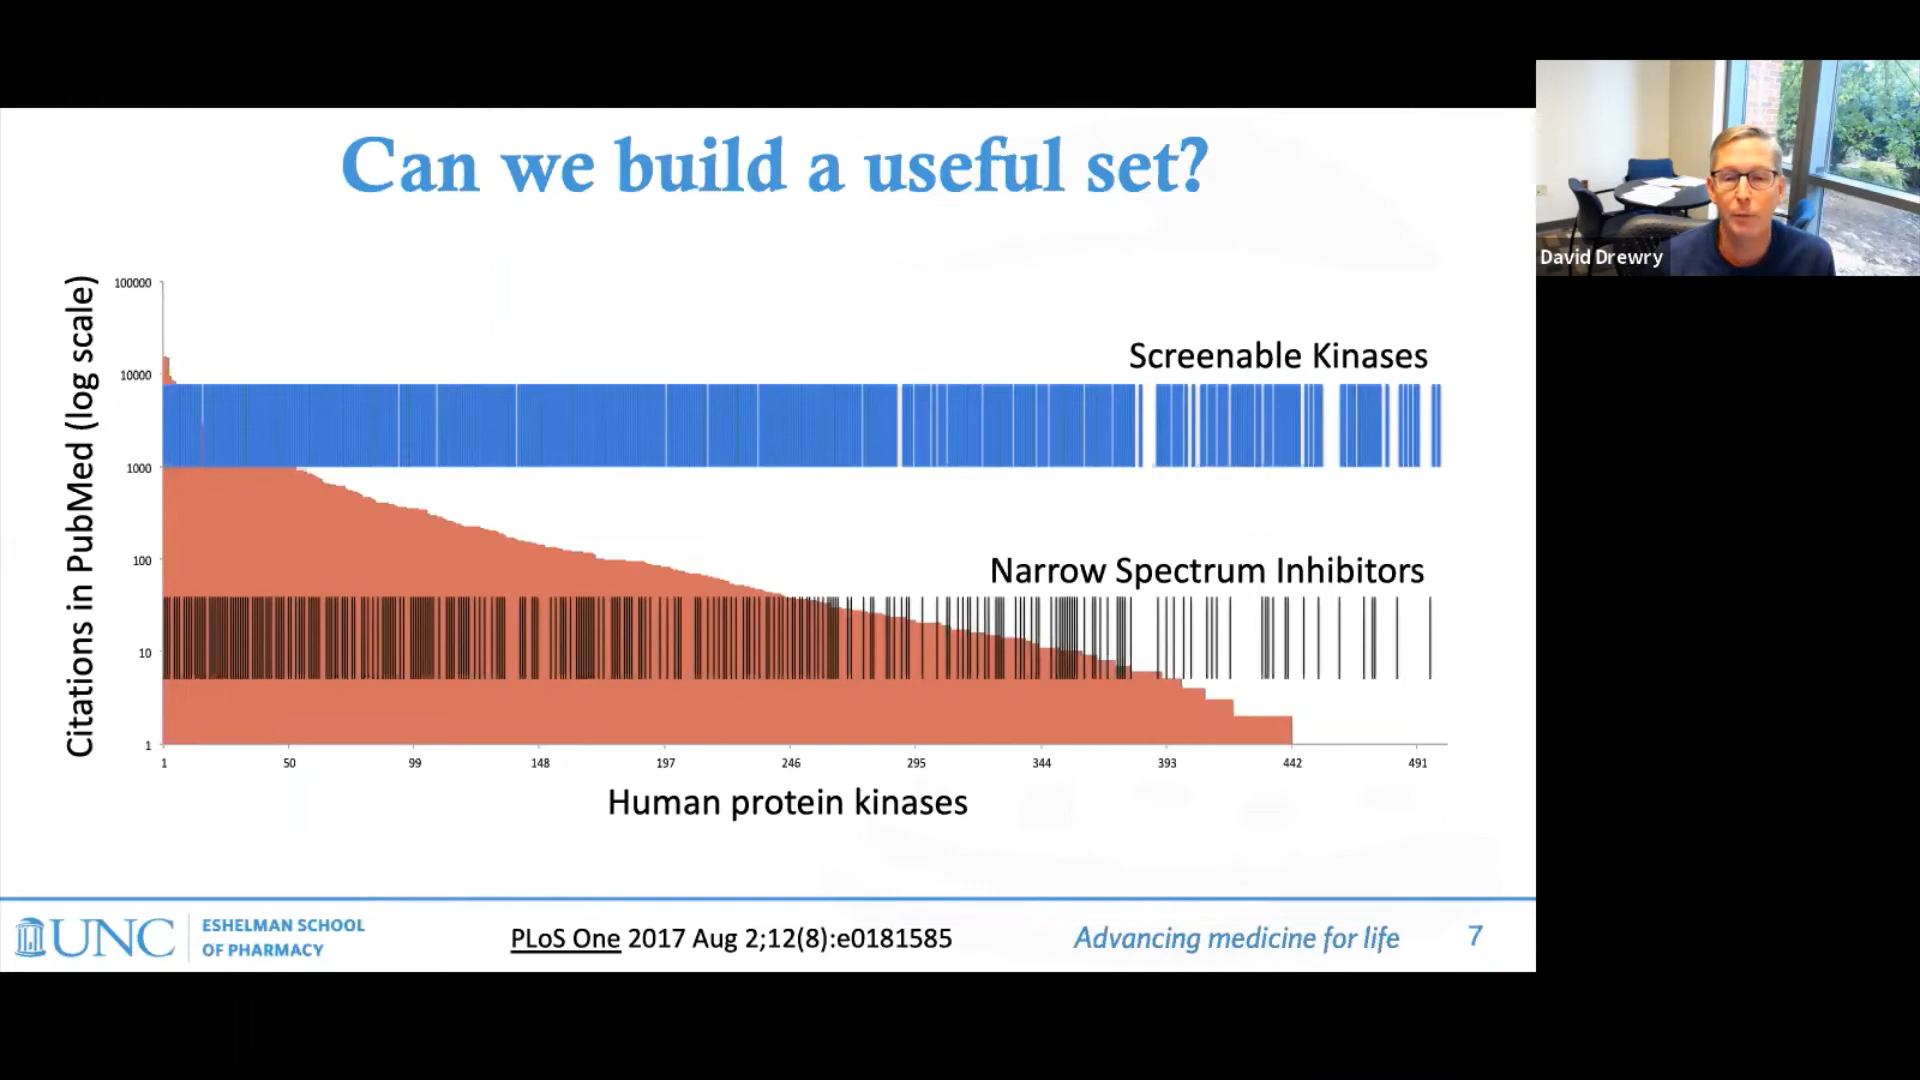 Can we build a useful set?
David Drewry
Citations in PubMed (log scale)
100000
10000
1000
100
10
1
Screenable Kinases
Narrow Spectrum Inhibitors
1 50 99 148 197 246 295 344 393 442 491
Human protein kinases
UNC
ESHELMAN SCHOOL
OF PHARMACY
PLoS One 2017 Aug 2;12(8):e0181585
Advancing medicine for life
7